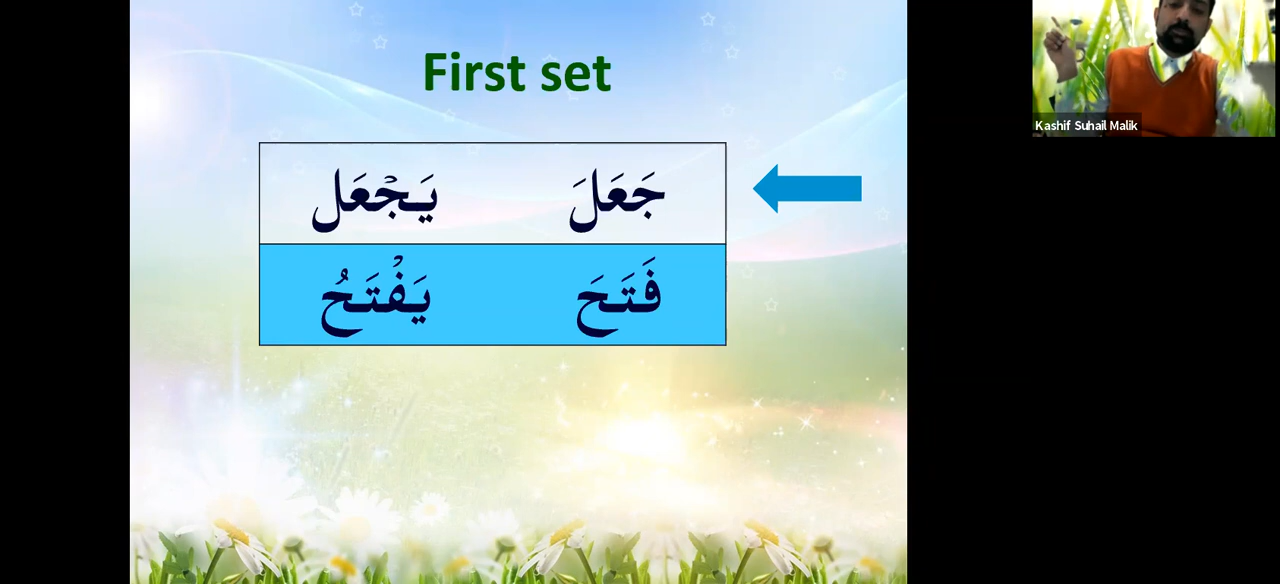 First set
جَعَلَ يَجْعَل
فَتَحَ يَفْتَحُ
Kashif Suhail Malik